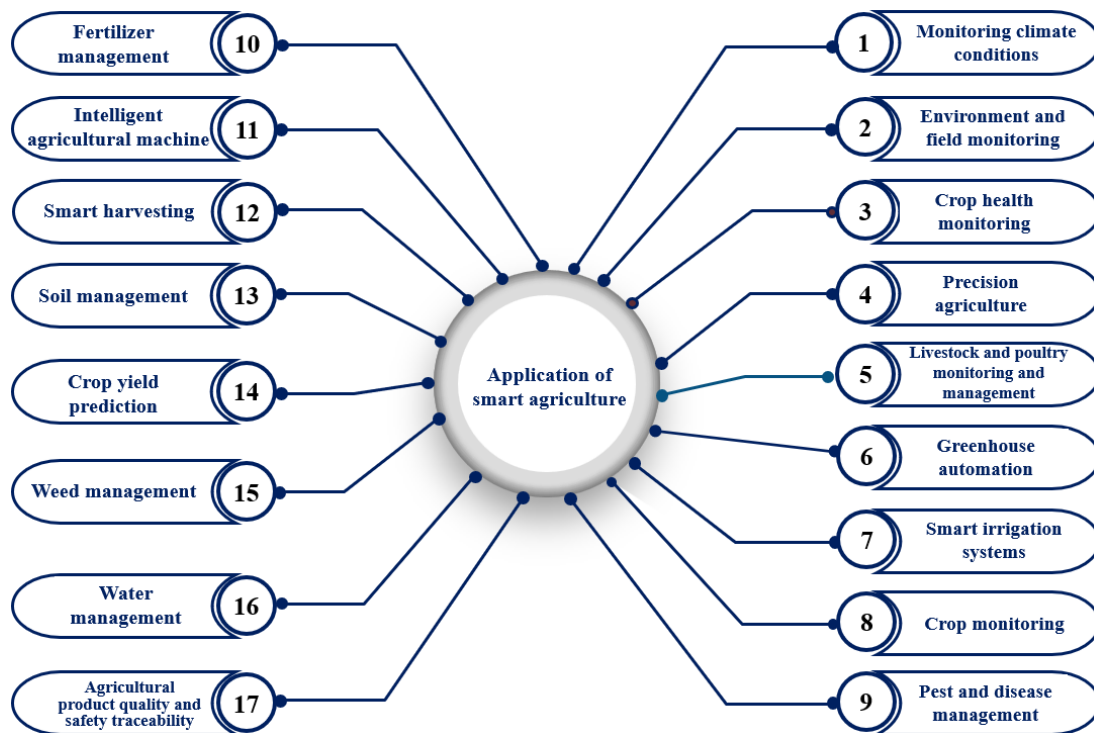 Fertilizer
management
10
Intelligent
agricultural machine
11
Smart harvesting
12
Soil management
13
Crop yield
prediction
14
Weed management
15
Water
management
16
Agricultural
product quality and
safety traceability
17
Application of
smart agriculture
1
Monitoring climate
conditions
2
Environment and
field monitoring
3
Crop health
monitoring
4
Precision
agriculture
5
Livestock and poultry
monitoring and
management
6
Greenhouse
automation
7
Smart irrigation
systems
8
Crop monitoring
9
Pest and disease
management